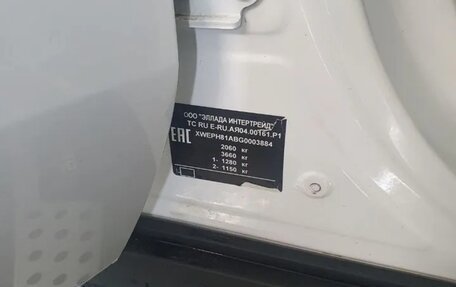 ООО "ЭЛЛАДА ИНТЕРТРЕЙД"
ТС RU Е-RU.АЯ04.00161.Р1
EAC XWEPH81ABG0003884
2060 кг
3660 кг
1- 1280 кг
2- 1150 кг